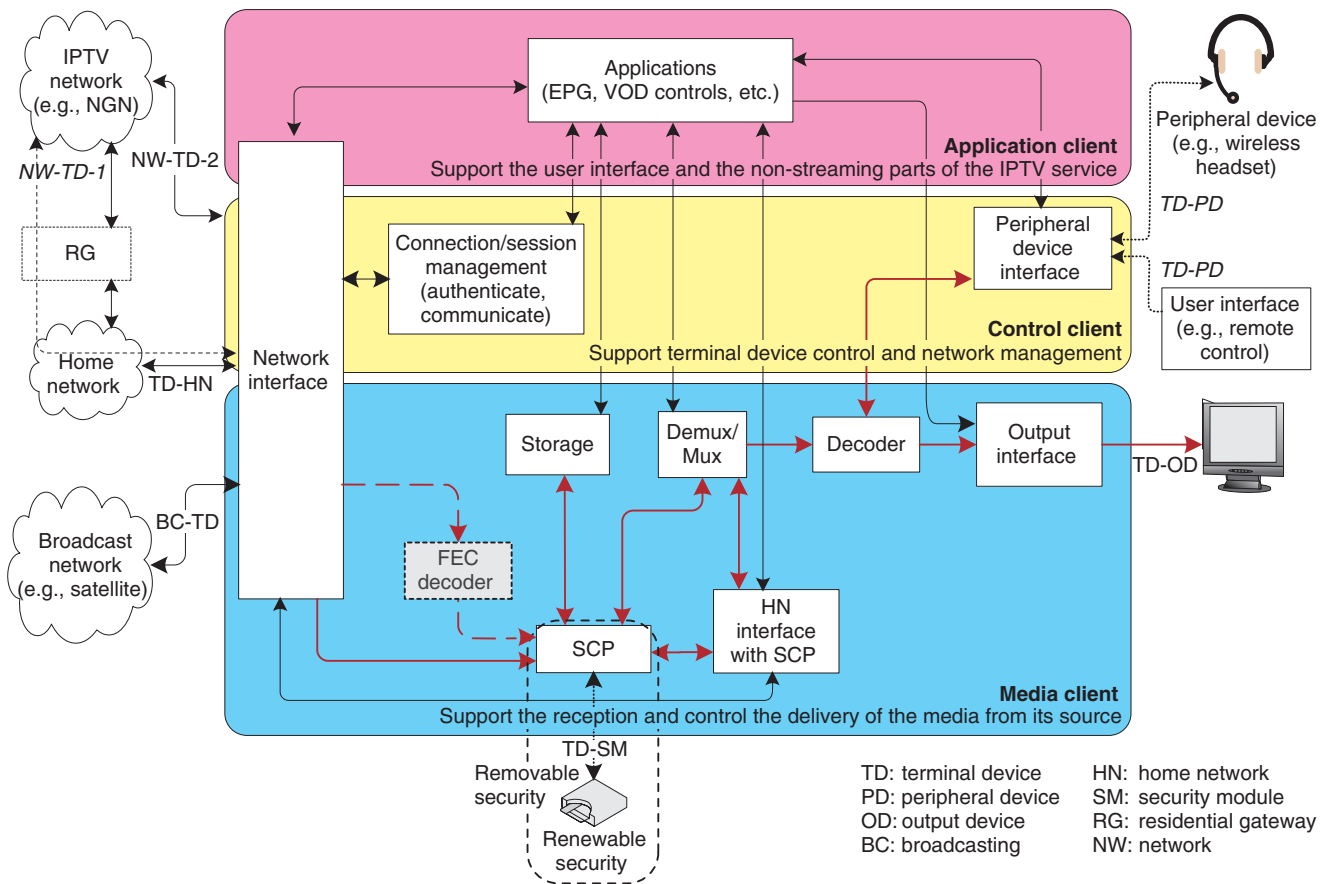 IPTV
network
(e.g., NGN)
NW-TD-1
NW-TD-2
RG
Home
network
TD-HN
Broadcast
network
(e.g., satellite)
BC-TD
Network
interface
Applications
(EPG, VOD controls, etc.)
Application client
Support the user interface and the non-streaming parts of the IPTV service
Connection/session
management
(authenticate,
communicate)
Peripheral
device
interface
Control client
Support terminal device control and network management
Peripheral device
(e.g., wireless
headset)
TD-PD
TD-PD
User interface
(e.g., remote
control)
Storage
Demux/
Mux
Decoder
Output
interface
TD-OD
FEC
decoder
SCP
HN
interface
with SCP
Media client
Support the reception and control the delivery of the media from its source
TD-SM
Removable
security
Renewable
security
TD: terminal device
PD: peripheral device
OD: output device
BC: broadcasting
HN: home network
SM: security module
RG: residential gateway
NW: network